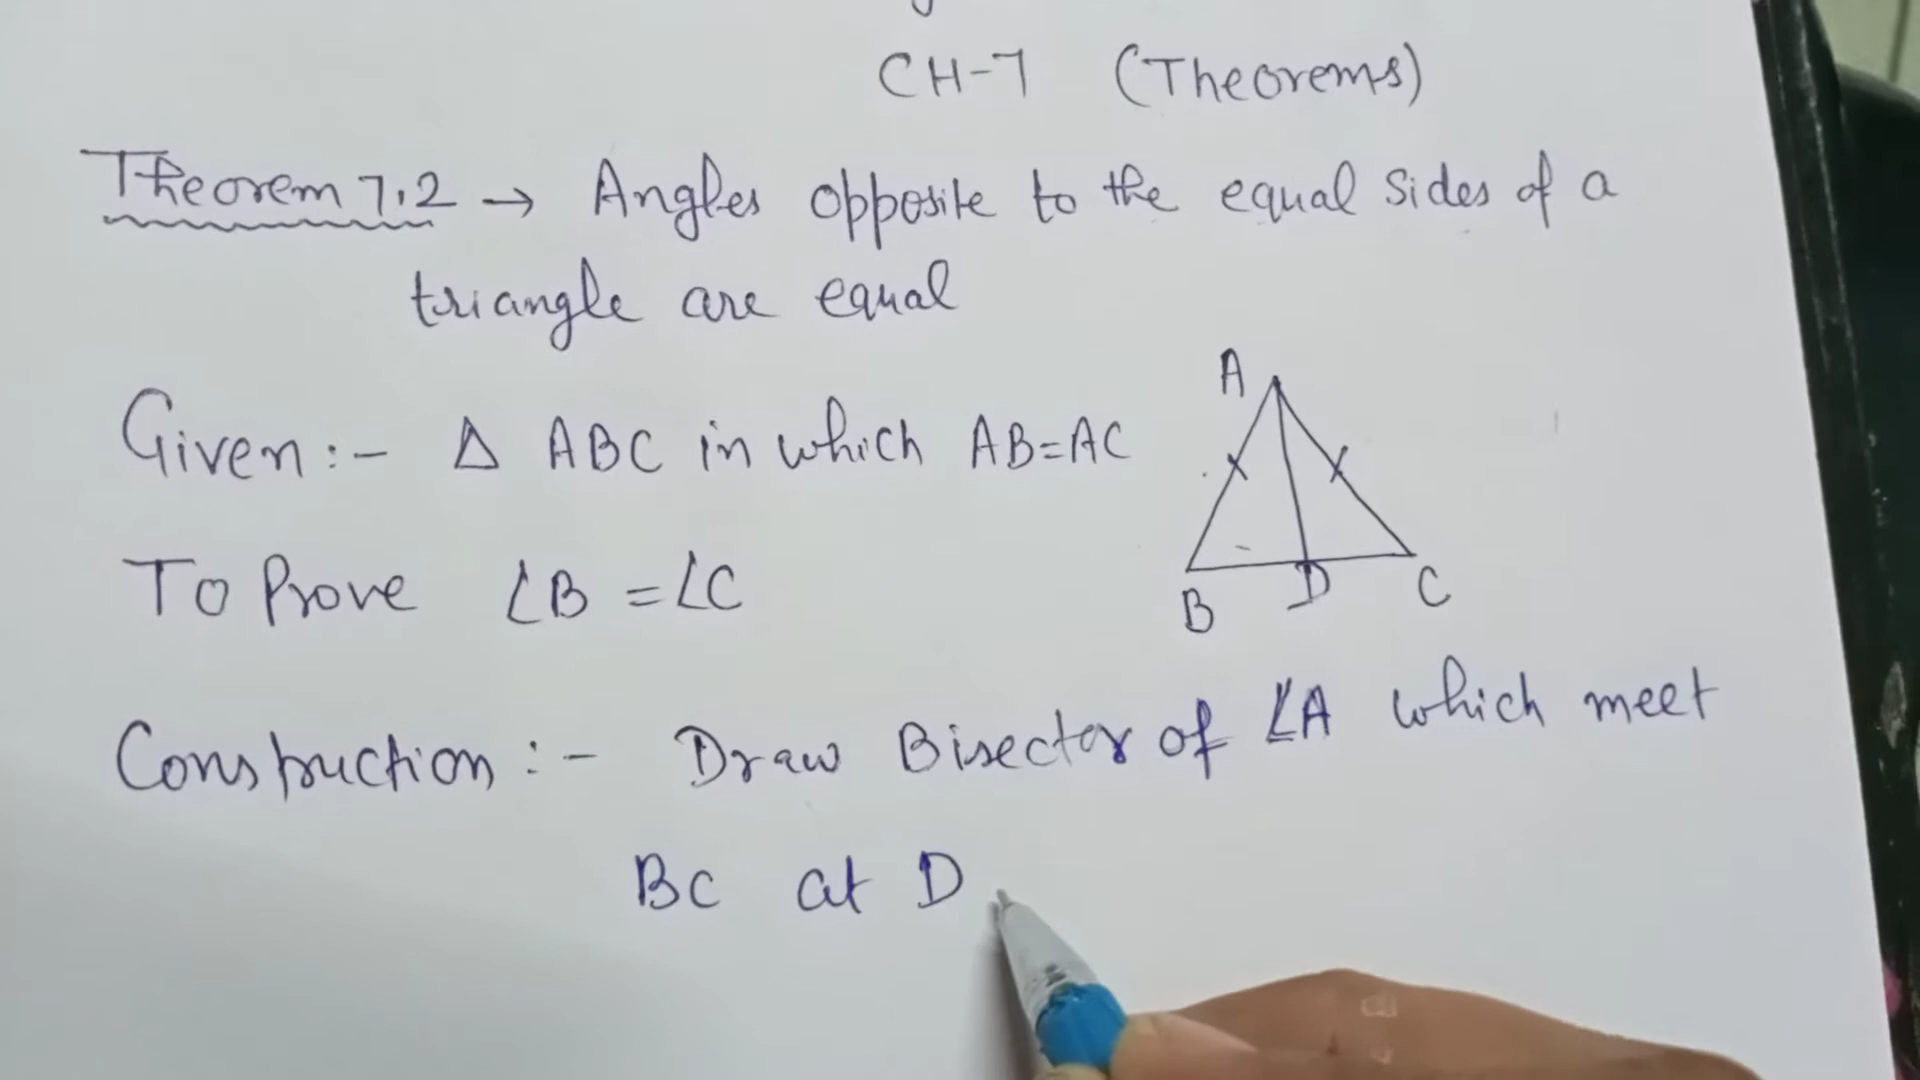 CH-7 (Theorems)
Theorem 7.2 → Angles opposite to the equal sides of a
triangle are equal
Given :- Δ ABC in which AB=AC
To Prove ∠B = ∠C
A
B D C
Construction :- Draw Bisector of ∠A which meet
BC at D